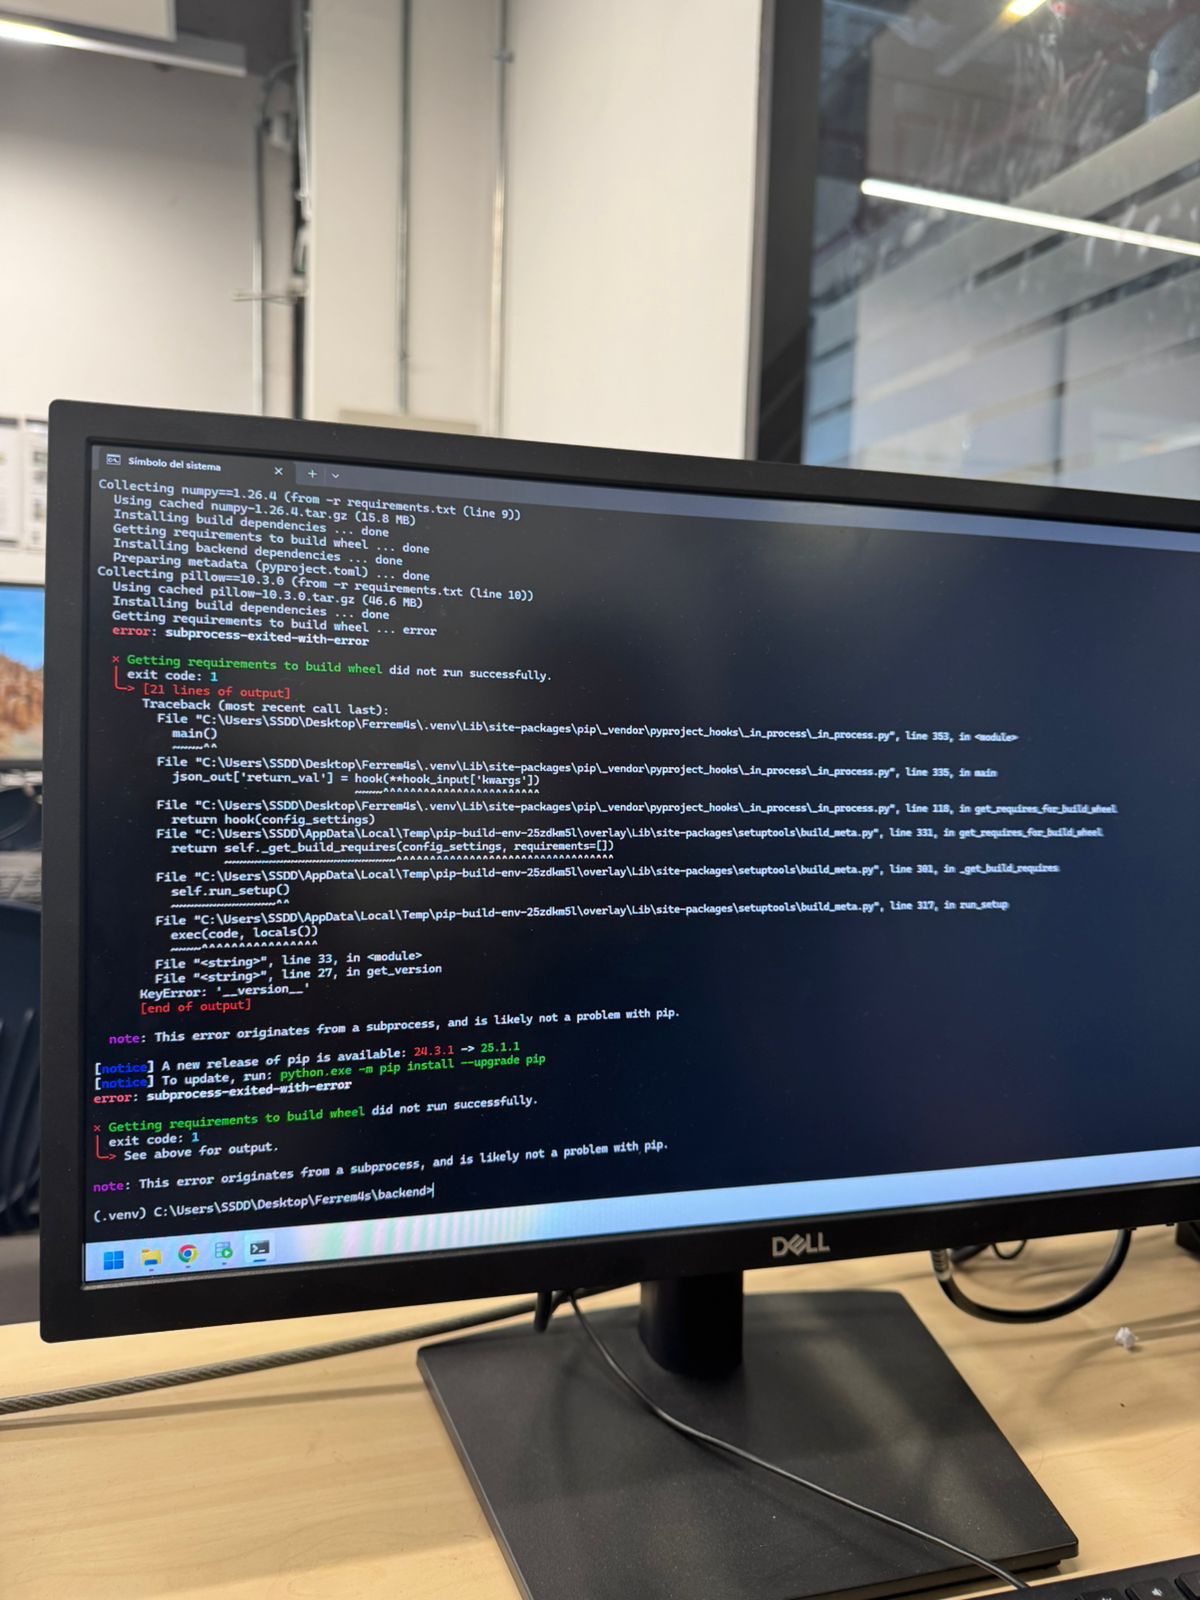 Símbolo del sistema
Collecting numpy==1.26.4 (from -r requirements.txt (line 9))
Using cached numpy-1.26.4.tar.gz (15.8 MB)
Installing build dependencies ... done
Getting requirements to build wheel ... done
Installing backend dependencies ... done
Preparing metadata (pyproject.toml) ... done
Collecting pillow==10.3.0 (from -r requirements.txt (line 10))
Using cached pillow-10.3.0.tar.gz (46.6 MB)
Installing build dependencies ... done
Getting requirements to build wheel ... error
error: subprocess-exited-with-error
× Getting requirements to build wheel did not run successfully.
│ exit code: 1
╰─> [21 lines of output]
Traceback (most recent call last):
File "C:\Users\SSDD\Desktop\Ferrem4s\.venv\Lib\site-packages\pip\_vendor\pyproject_hooks\_in_process\_in_process.py", line 353, in <module>
main()
~~~~^^
File "C:\Users\SSDD\Desktop\Ferrem4s\.venv\Lib\site-packages\pip\_vendor\pyproject_hooks\_in_process\_in_process.py", line 335, in main
json_out['return_val'] = hook(**hook_input['kwargs'])
~~~~^^^^^^^^^^^^^^^^^^^^^^^^
File "C:\Users\SSDD\Desktop\Ferrem4s\.venv\Lib\site-packages\pip\_vendor\pyproject_hooks\_in_process\_in_process.py", line 118, in get_requires_for_build_wheel
return hook(config_settings)
File "C:\Users\SSDD\AppData\Local\Temp\pip-build-env-25zdkm5l\overlay\Lib\site-packages\setuptools\build_meta.py", line 331, in get_requires_for_build_wheel
return self._get_build_requires(config_settings, requirements=[])
~~~~~~~~~~~~~~~~~~~~~~~~^^^^^^^^^^^^^^^^^^^^^^^^^^^^^^^^^^^
File "C:\Users\SSDD\AppData\Local\Temp\pip-build-env-25zdkm5l\overlay\Lib\site-packages\setuptools\build_meta.py", line 301, in _get_build_requires
self.run_setup()
~~~~~~~~~~~~~~^^
File "C:\Users\SSDD\AppData\Local\Temp\pip-build-env-25zdkm5l\overlay\Lib\site-packages\setuptools\build_meta.py", line 317, in run_setup
exec(code, locals())
~~~~^^^^^^^^^^^^^^^^
File "<string>", line 33, in <module>
File "<string>", line 27, in get_version
KeyError: '__version__'
[end of output]
note: This error originates from a subprocess, and is likely not a problem with pip.
[notice] A new release of pip is available: 24.3.1 -> 25.1.1
[notice] To update, run: python.exe -m pip install --upgrade pip
error: subprocess-exited-with-error
× Getting requirements to build wheel did not run successfully.
│ exit code: 1
╰─> See above for output.
note: This error originates from a subprocess, and is likely not a problem with pip.
(.venv) C:\Users\SSDD\Desktop\Ferrem4s\backend>
DELL